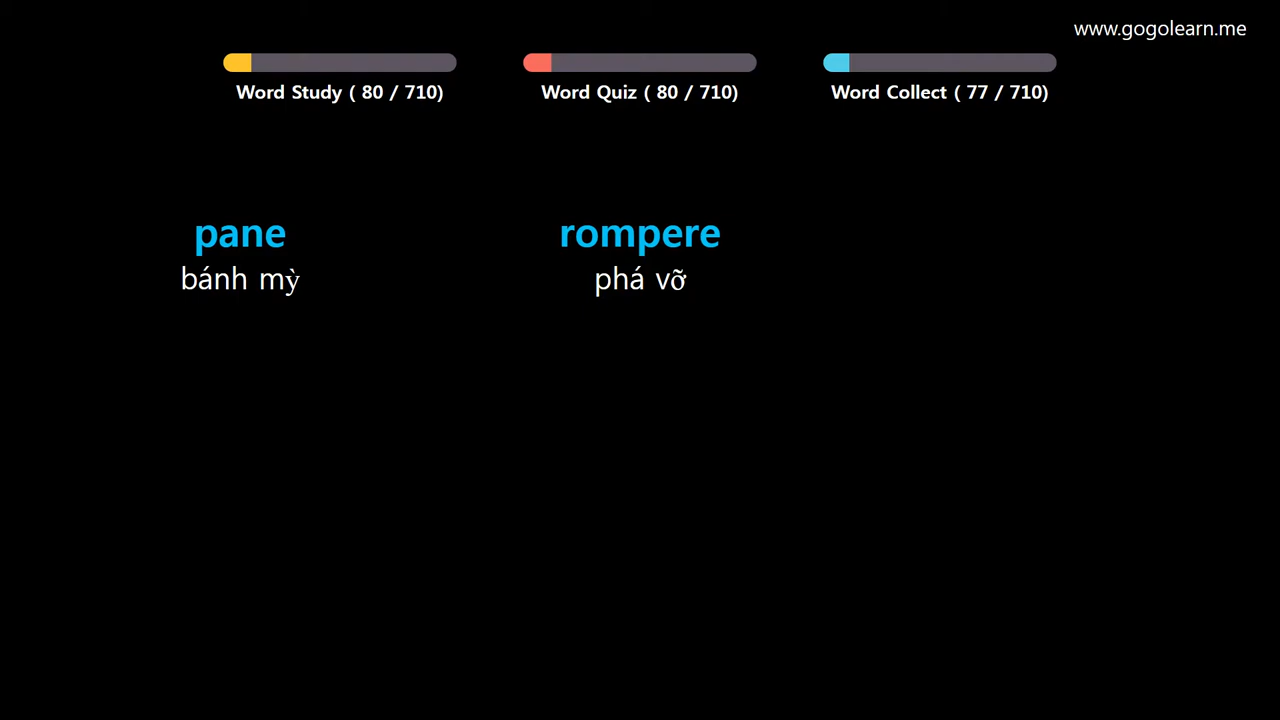 www.gogolearn.me
Word Study ( 80 / 710)
Word Quiz ( 80 / 710)
Word Collect ( 77 / 710)
pane
rompere
bánh mỳ
phá vỡ